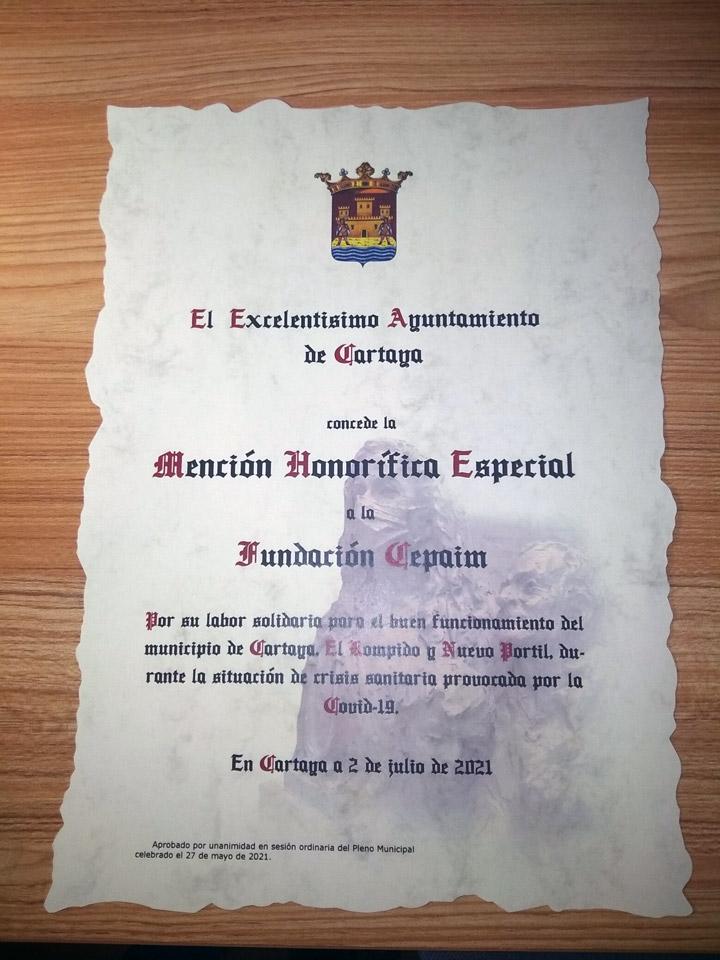 El Excelentisimo Ayuntamiento
de Cartaya
concede la
Mención Honorífica Especial
a la
Fundación Cepaim
Por su labor solidaria para el buen funcionamiento del
municipio de Cartaya, El Rompido y Nuevo Portil, du-
rante la situación de crisis sanitaria provocada por la
Covid-19.
En Cartaya a 2 de julio de 2021
Aprobado por unanimidad en sesión ordinaria del Pleno Municipal
celebrado el 27 de mayo de 2021.